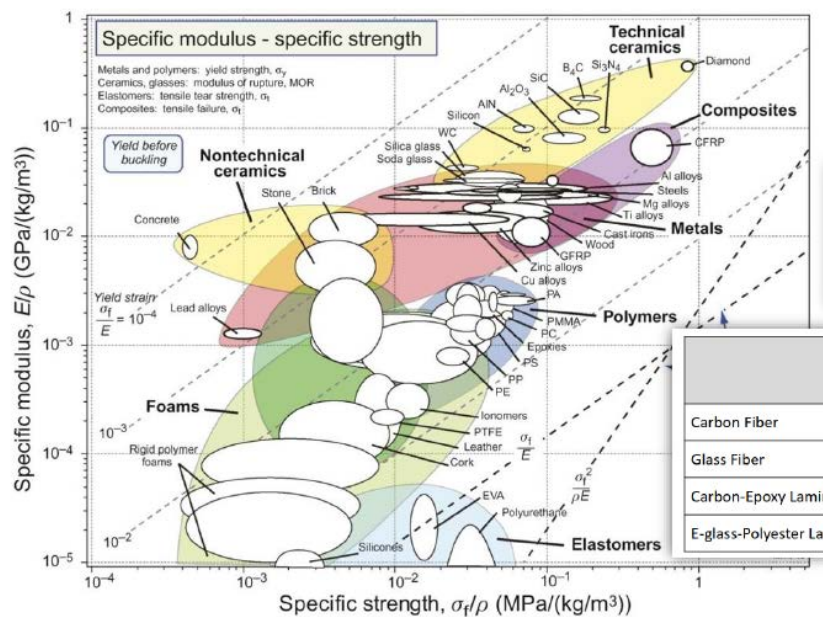 Specific modulus - specific strength
Metals and polymers: yield strength, σy
Ceramics, glasses: modulus of rupture, MOR
Elastomers: tensile tear strength, σt
Composites: tensile failure, σt
Yield before
buckling
Technical
ceramics
Diamond
Si3N4
B4C
SiC
Al2O3
AlN
Silicon
WC
Silica glass
Soda glass
Composites
CFRP
Nontechnical
ceramics
Stone
Brick
Concrete
Al alloys
Steels
Mg alloys
Ti alloys
Cast irons
Metals
Wood
GFRP
Zinc alloys
Cu alloys
Lead alloys
Yield strain
σf
E
= 10-4
10-3
10-2
PA
PMMA
PC
Epoxies
PS
PP
PE
Polymers
Foams
Rigid polymer
foams
Ionomers
PTFE
Leather
Cork
EVA
Polyurethane
Silicones
Elastomers
σf
E
σf2
ρE
Carbon Fiber
Glass Fiber
Carbon-Epoxy Lami
E-glass-Polyester La
Specific modulus, E/ρ (GPa/(kg/m3))
1
10-1
10-2
10-3
10-4
10-5
10-4
10-3
10-2
10-1
1
Specific strength, σf/ρ (MPa/(kg/m3))